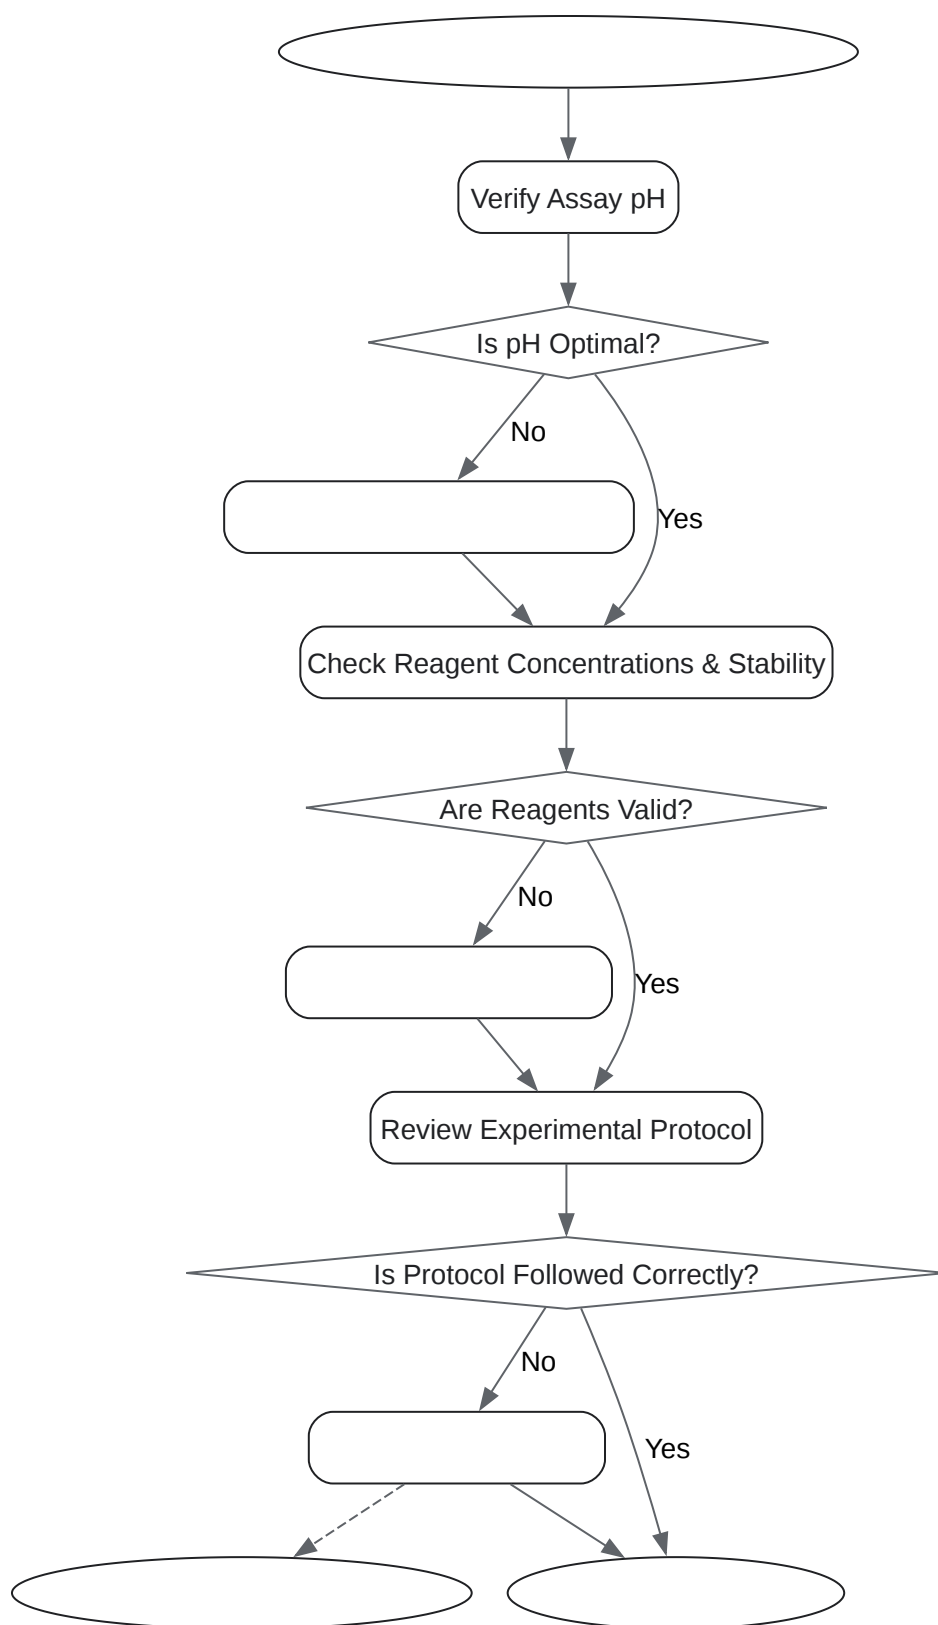 Verify Assay pH
Is pH Optimal?
No
Yes
Check Reagent Concentrations & Stability
Are Reagents Valid?
No
Yes
Review Experimental Protocol
Is Protocol Followed Correctly?
No
Yes